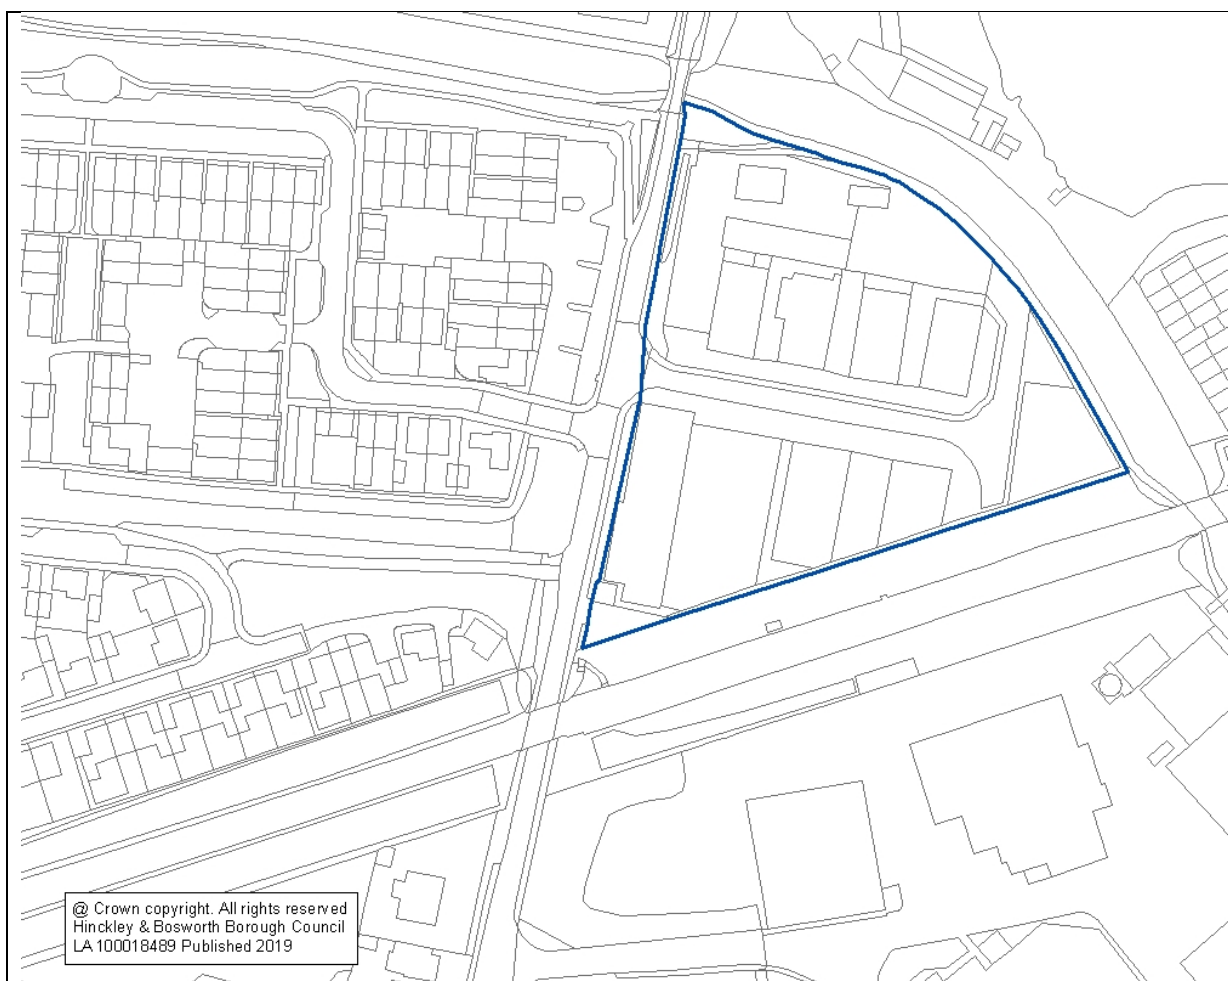 @ Crown copyright. All rights reserved
Hinckley & Bosworth Borough Council
LA 100018489 Published 2019